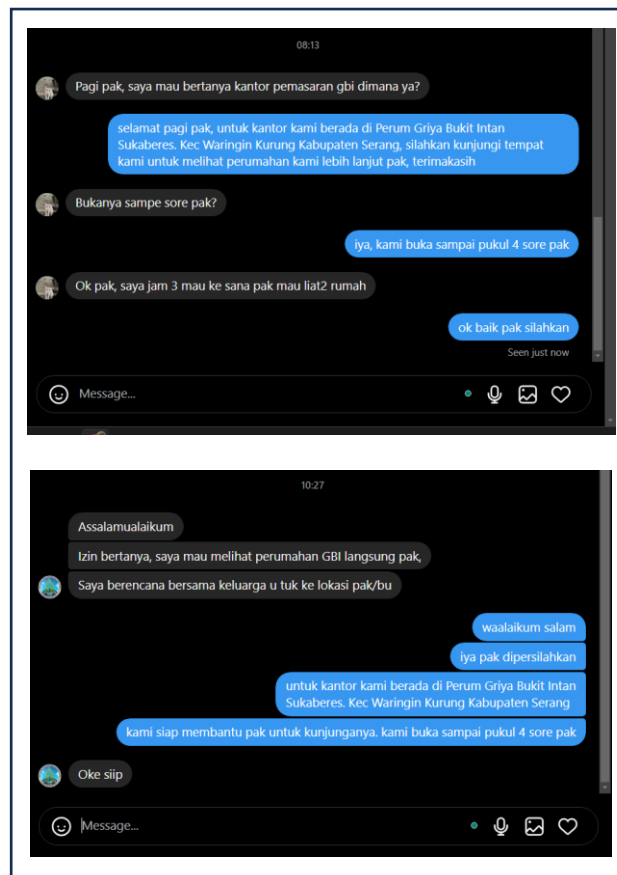 08:13
Pagi pak, saya mau bertanya kantor pemasaran gbi dimana ya?
selamat pagi pak, untuk kantor kami berada di Perum Griya Bukit Intan
Sukaberes. Kec Waringin Kurung Kabupaten Serang, silahkan kunjungi tempat
kami untuk melihat perumahan kami lebih lanjut pak, terimakasih
Bukanya sampe sore pak?
iya, kami buka sampai pukul 4 sore pak
Ok pak, saya jam 3 mau ke sana pak mau liat2 rumah
ok baik pak silahkan
Seen just now
Message...
10:27
Assalamualaikum
Izin bertanya, saya mau melihat perumahan GBI langsung pak,
Saya berencana bersama keluarga u tuk ke lokasi pak/bu
waalaikum salam
iya pak dipersilahkan
untuk kantor kami berada di Perum Griya Bukit Intan
Sukaberes. Kec Waringin Kurung Kabupaten Serang
kami siap membantu pak untuk kunjunganya. kami buka sampai pukul 4 sore pak
Oke siip
Message...